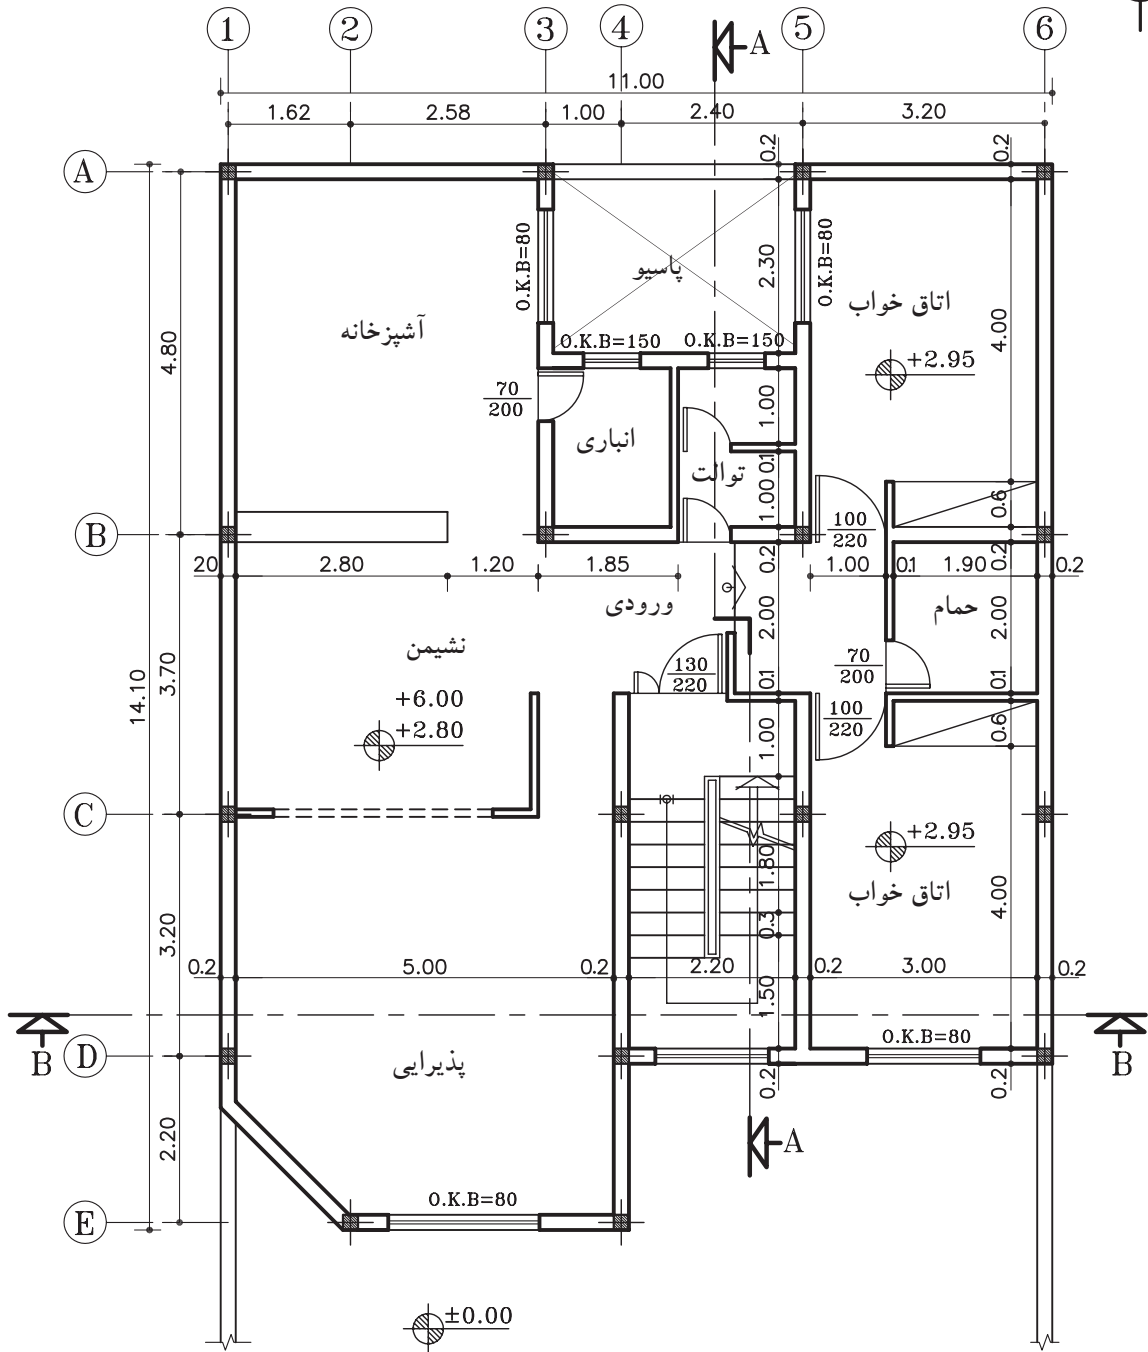 1 2 3 4 5 6
A
11.00
1.62 2.58 1.00 2.40 3.20
A
0.2 0.2
O.K.B=80
پاسیو
2.30
O.K.B=80
اتاق خواب
4.00
آشپزخانه
4.80
O.K.B=150 O.K.B=150
+2.95
70
200
1.00
انباری
توالت
0.1
1.00
100
220
0.6
B
20 2.80 1.20 1.85 0.2 1.00 0.1 1.90 0.2 0.2
ورودی
2.00
حمام
2.00
نشیمن
14.10
3.70
130
220
70
200
0.1
0.1
+6.00
+2.80
100
220
1.00
0.6
C
+2.95
1.80
اتاق خواب
4.00
3.20
0.3
0.2 5.00 0.2 2.20 0.2 3.00 0.2
1.50
B
D
O.K.B=80
B
پذیرایی
0.2 0.2
2.20
A
O.K.B=80
E
±0.00